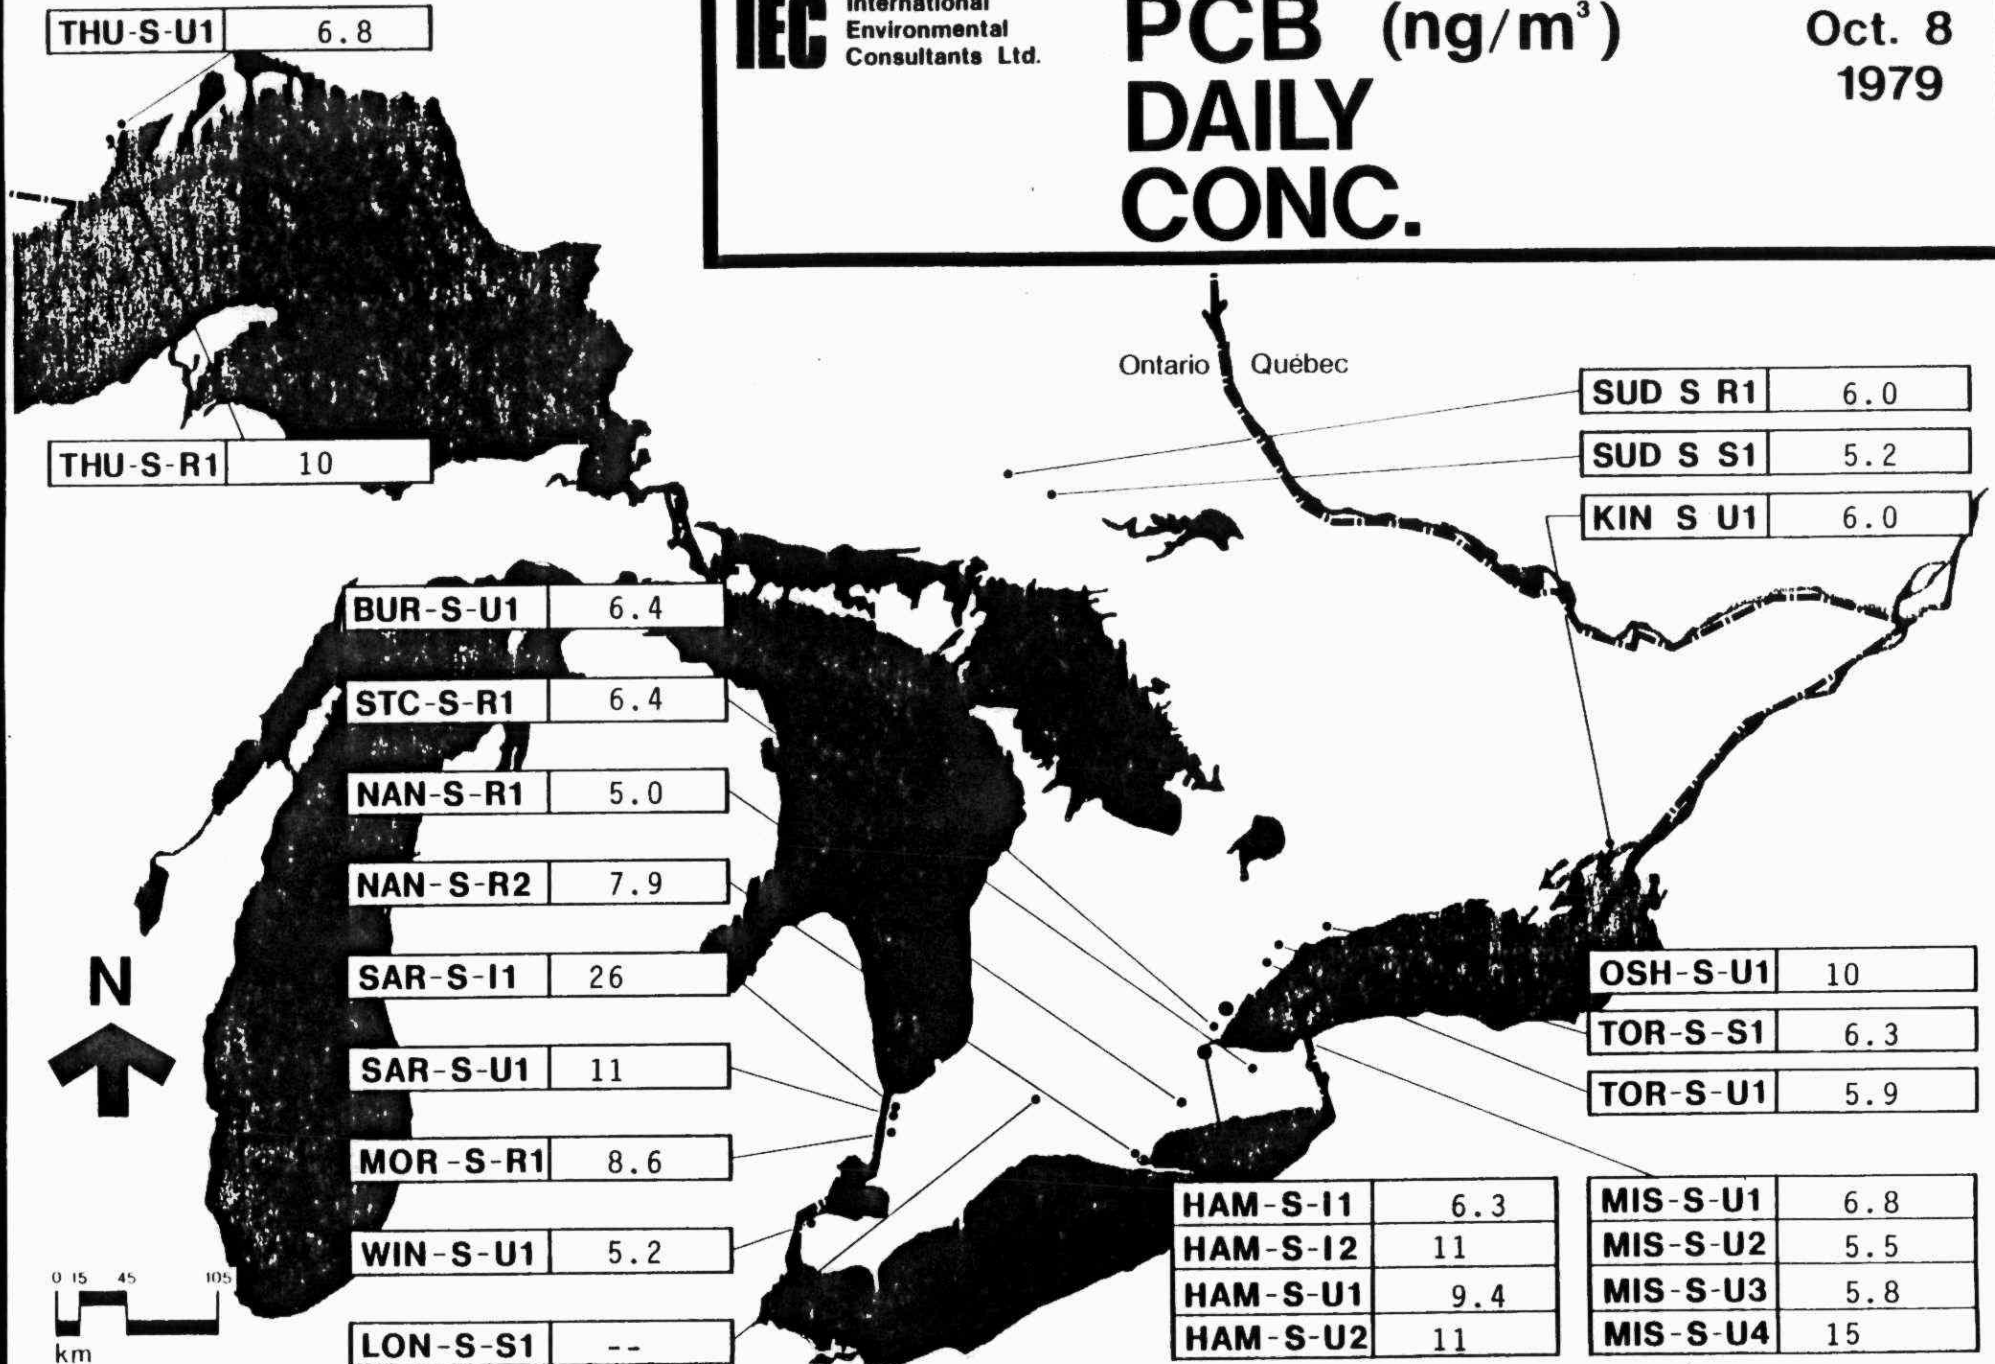 THU-S-U1 6.8
IEC
International
Environmental
Consultants Ltd.
PCB (ng/m³)
DAILY
CONC.
Oct. 8
1979
THU-S-R1 10
Ontario Québec
SUD S R1 6.0
SUD S S1 5.2
KIN S U1 6.0
BUR-S-U1 6.4
STC-S-R1 6.4
NAN-S-R1 5.0
NAN-S-R2 7.9
SAR-S-I1 26
SAR-S-U1 11
MOR-S-R1 8.6
WIN-S-U1 5.2
LON-S-S1 --
N
0 15 45 105
km
OSH-S-U1 10
TOR-S-S1 6.3
TOR-S-U1 5.9
HAM-S-I1 6.3
HAM-S-I2 11
HAM-S-U1 9.4
HAM-S-U2 11
MIS-S-U1 6.8
MIS-S-U2 5.5
MIS-S-U3 5.8
MIS-S-U4 15